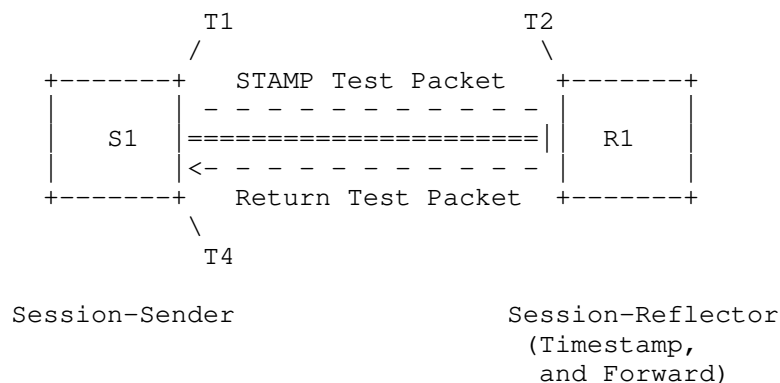 T1 T2
STAMP Test Packet
S1 R1
Return Test Packet
T4
Session-Sender Session-Reflector
(Timestamp,
and Forward)